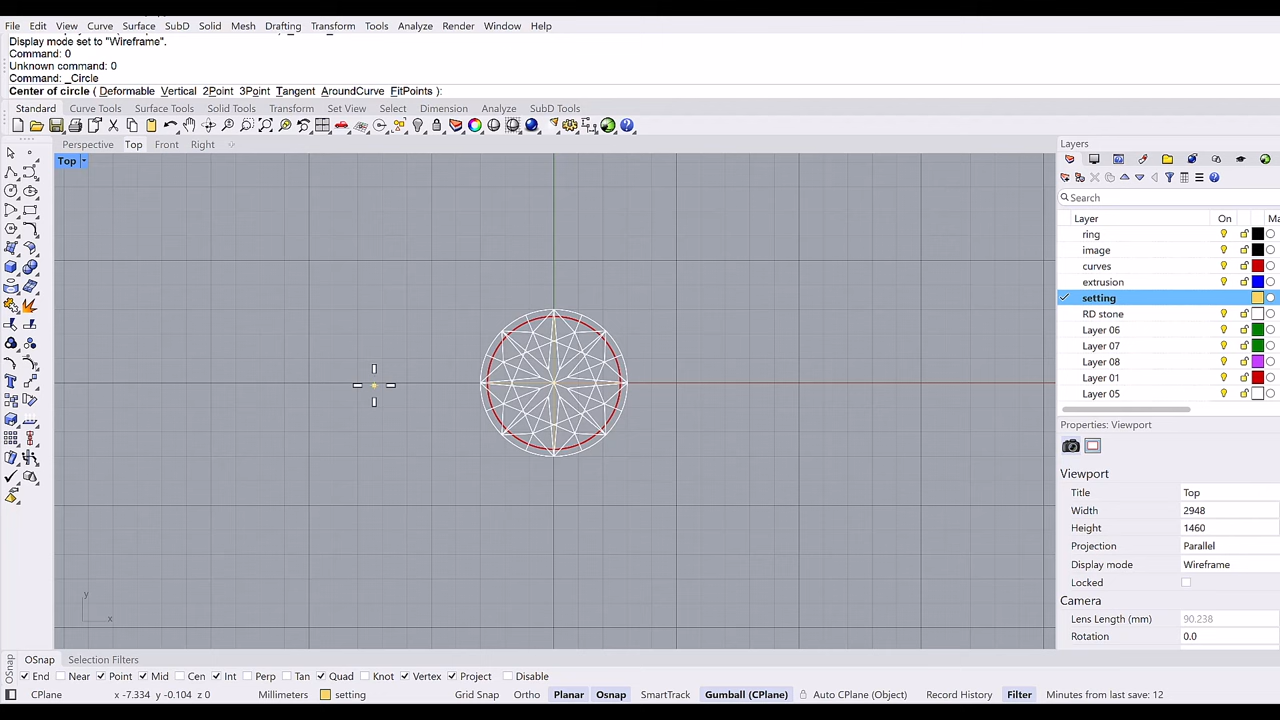 File Edit View Curve Surface SubD Solid Mesh Drafting Transform Tools Analyze Render Window Help
Display mode set to "Wireframe".
Command: 0
Unknown command: 0
Command: _Circle
Center of circle ( Deformable Vertical 2Point 3Point Tangent AroundCurve FitPoints ):
Standard Curve Tools Surface Tools Solid Tools Mesh Tools Transform Set View Select Dimension Analyze SubD Tools
Perspective Top Front Right
Top
y
x
Layers
Search
Layer On Ma
ring
image
curves
extrusion
setting
RD stone
Layer 06
Layer 07
Layer 08
Layer 01
Layer 05
Properties: Viewport
Viewport
Title Top
Width 2948
Height 1460
Projection Parallel
Display mode Wireframe
Locked
Camera
Lens Length (mm) 90.238
Rotation 0.0
OSnap
OSnap Selection Filters
End Near Point Mid Cen Int Perp Tan Quad Knot Vertex Project Disable
CPlane x -7.334 y -0.104 z 0 Millimeters setting Grid Snap Ortho Planar Osnap SmartTrack Gumball (CPlane) Auto CPlane (Object) Record History Filter Minutes from last save: 12